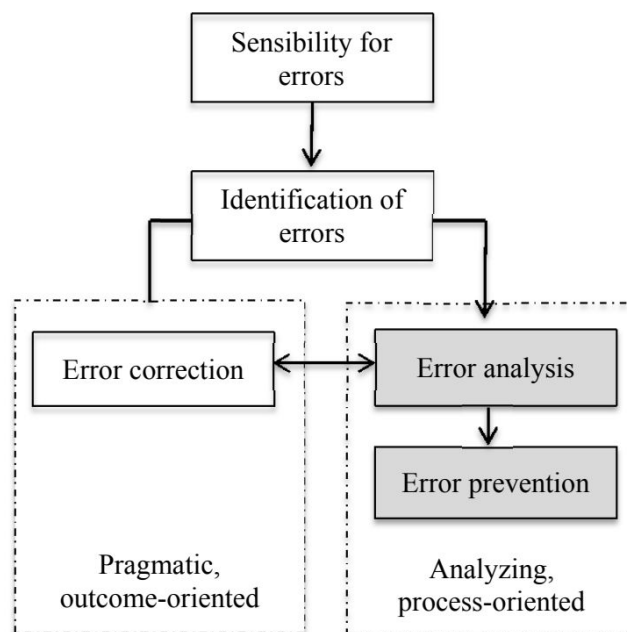 Sensibility for
errors
Identification of
errors
Error correction
Error analysis
Error prevention
Pragmatic,
outcome-oriented
Analyzing,
process-oriented